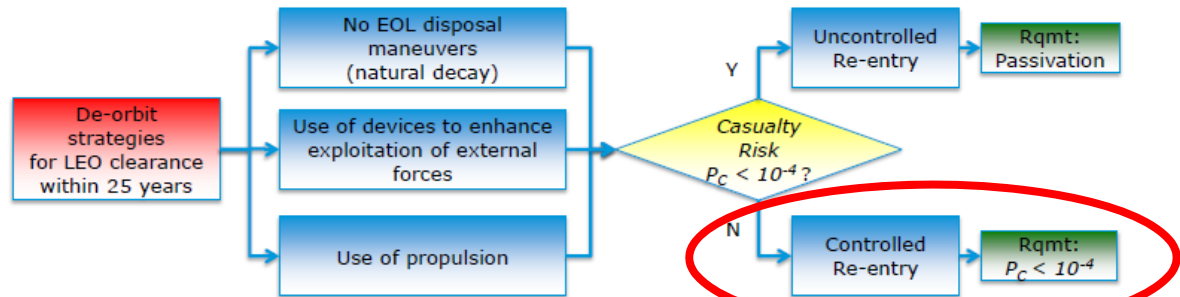 De-orbit
strategies
for LEO clearance
within 25 years
No EOL disposal
maneuvers
(natural decay)
Use of devices to enhance
exploitation of external
forces
Use of propulsion
Casualty
Risk
P_C < 10^-4 ?
Y
Uncontrolled
Re-entry
Rqmt:
Passivation
N
Controlled
Re-entry
Rqmt:
P_C < 10^-4